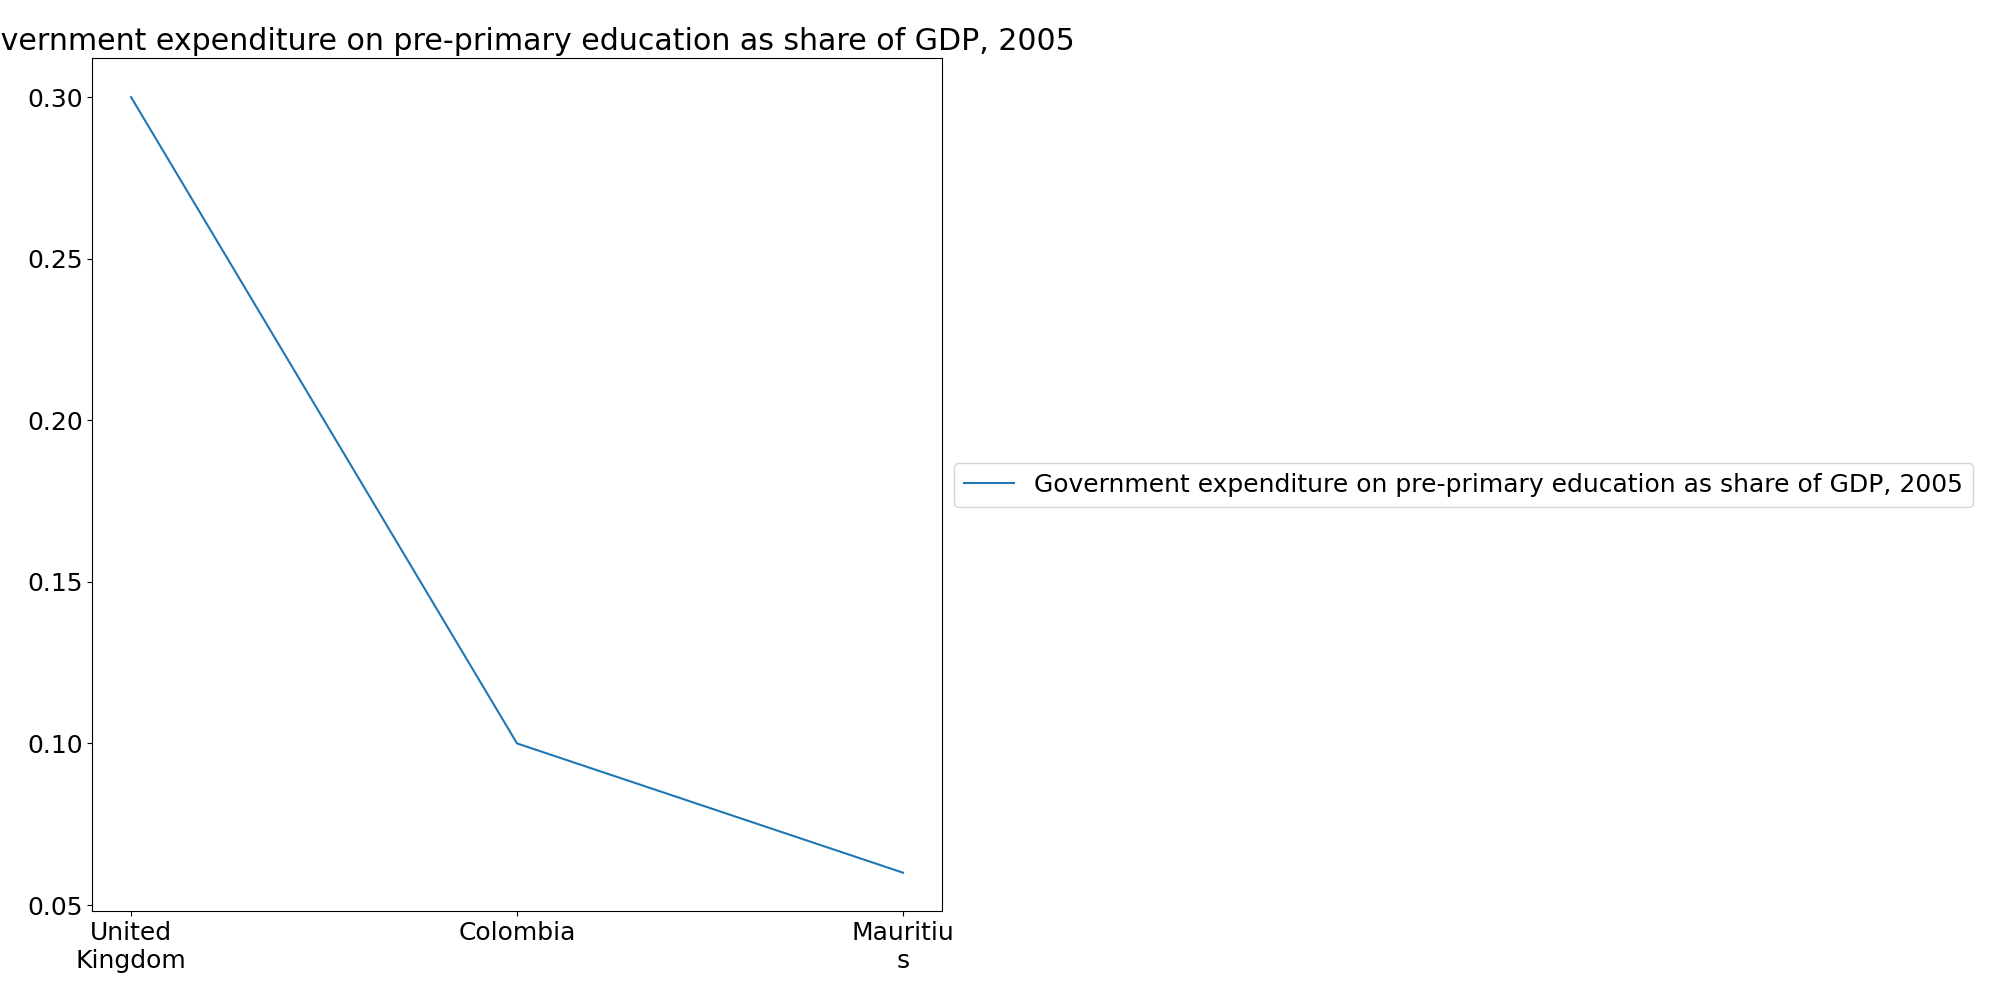 vernment expenditure on pre-primary education as share of GDP, 2005
0.30
0.25
0.20
0.15
0.10
0.05
United
Kingdom
Colombia
Mauritiu
s
Government expenditure on pre-primary education as share of GDP, 2005